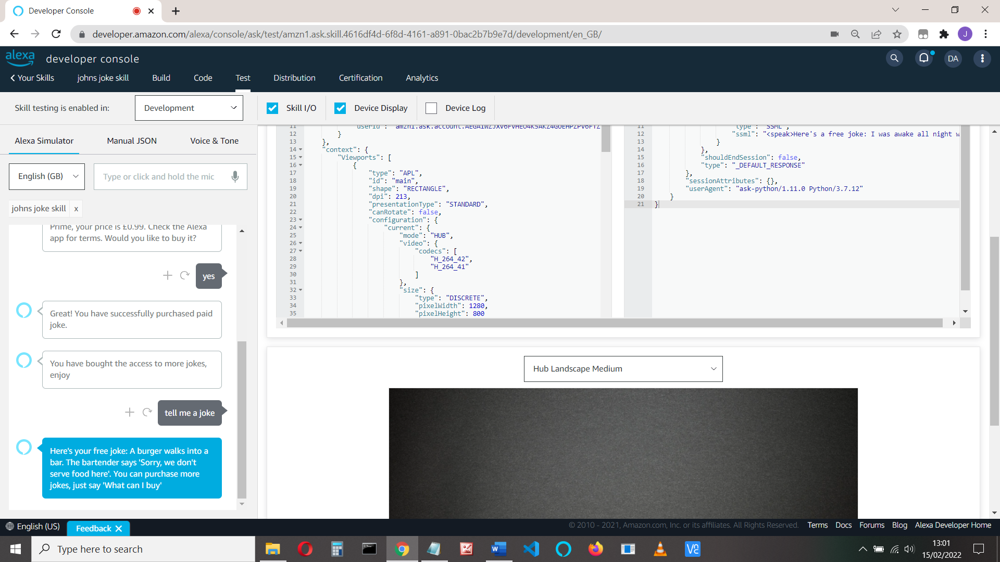 Developer Console
developer.amazon.com/alexa/console/ask/test/amzn1.ask.skill.4616df4d-6f8d-4161-a891-0bac2b7b9e7d/development/en_GB/
J
alexa
developer console
DA
Your Skills
johns joke skill
Build
Code
Test
Distribution
Certification
Analytics
Skill testing is enabled in:
Development
Skill I/O
Device Display
Device Log
Alexa Simulator
Manual JSON
Voice & Tone
English (GB)
Type or click and hold the mic
johns joke skill x
Prime, your price is £0.99. Check the Alexa
app for terms. Would you like to buy it?
yes
Great! You have successfully purchased paid
joke.
You have bought the access to more jokes,
enjoy
tell me a joke
Here's your free joke: A burger walks into a
bar. The bartender says 'Sorry, we don't
serve food here'. You can purchase more
jokes, just say 'What can I buy'
11 "userId":
12 }
13 },
14 "context": {
15 "Viewports": [
16 {
17 "type": "APL",
18 "id": "main",
19 "shape": "RECTANGLE",
20 "dpi": 213,
21 "presentationType": "STANDARD",
22 "canRotate": false,
23 "configuration": {
24 "current": {
25 "mode": "HUB",
26 "video": {
27 "codecs": [
28 "H_264_42",
29 "H_264_41"
30 ]
31 },
32 "size": {
33 "type": "DISCRETE",
34 "pixelWidth": 1280,
35 "pixelHeight": 800
11 "type": "SSML",
12 "ssml": "<speak>Here's a free joke: I was awake all night w
13 }
14 },
15 "shouldEndSession": false,
16 "type": "_DEFAULT_RESPONSE"
17 },
18 "sessionAttributes": {},
19 "userAgent": "ask-python/1.11.0 Python/3.7.12"
20 }
21 }
Hub Landscape Medium
English (US)
Feedback
© 2010 - 2021, Amazon.com, Inc. or its affiliates. All Rights Reserved.
Terms
Docs
Forums
Blog
Alexa Developer Home
Type here to search
13:01
15/02/2022